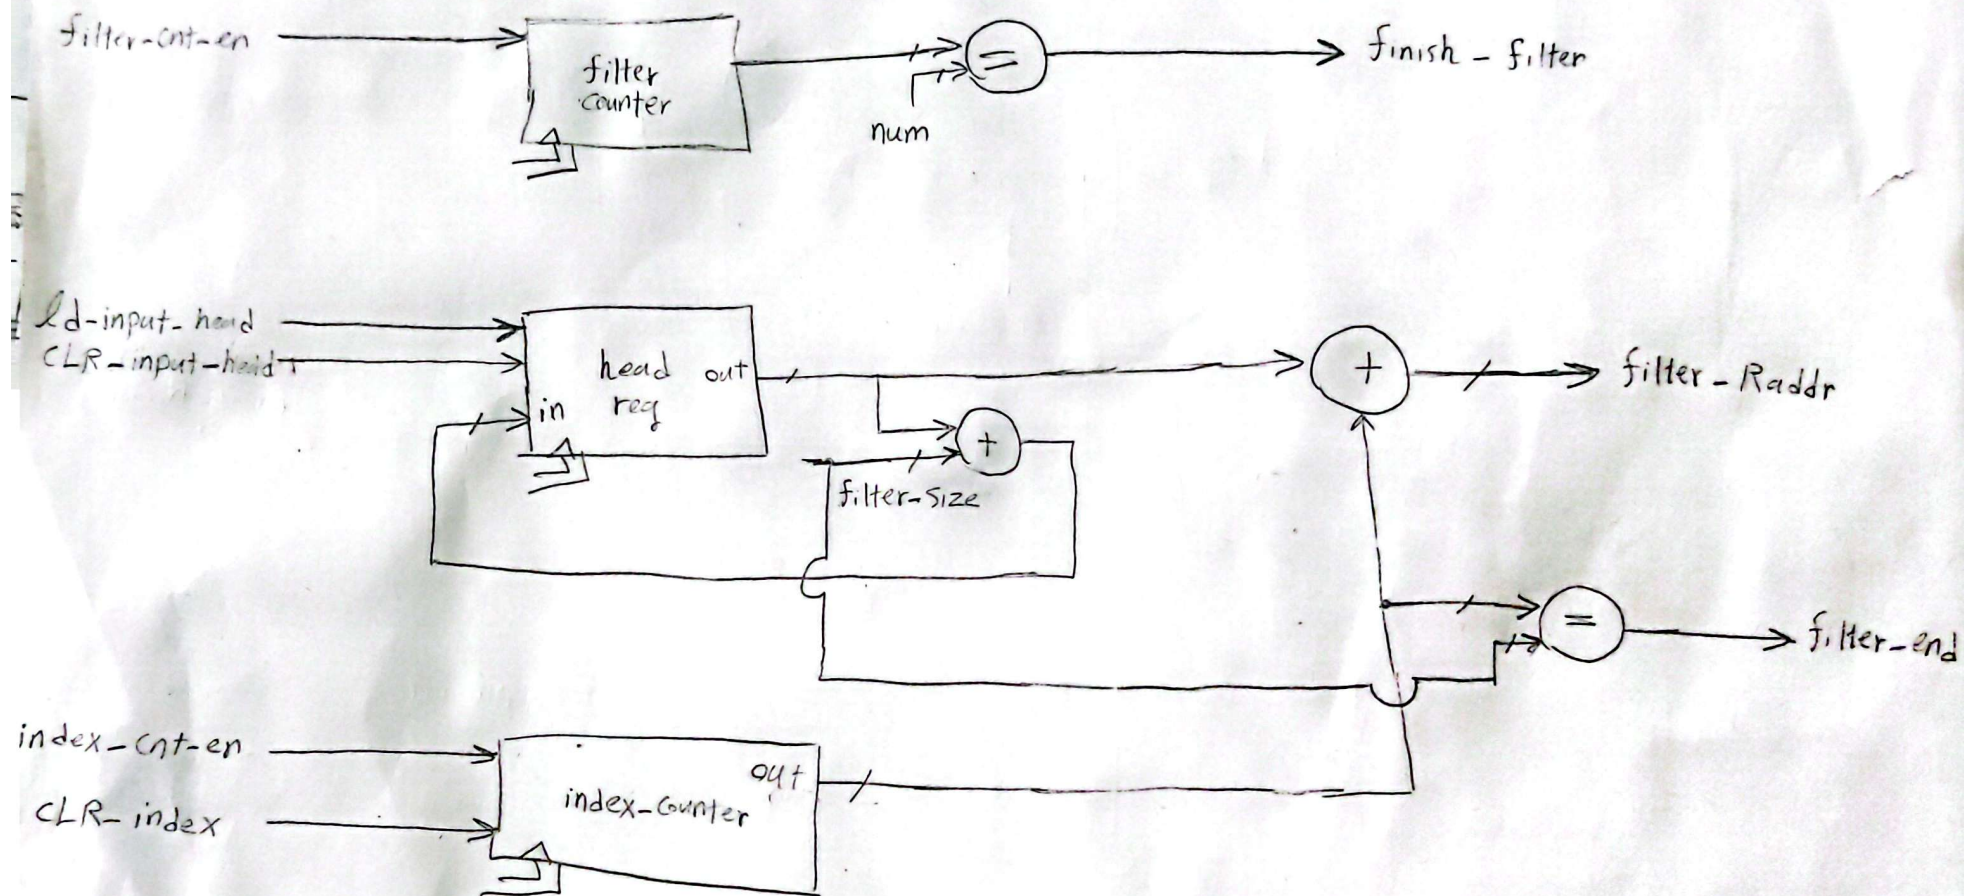 filter-cnt-en
filter
counter
=
num
finish - filter
ld-input-head
CLR-input-head
head
reg
out
in
+
filter-size
+
filter-Raddr
=
filter-end
index-cnt-en
CLR-index
out
index-counter